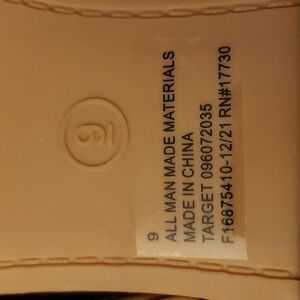 9
9
ALL MAN MADE MATERIALS
MADE IN CHINA
TARGET 096072035
F16875410-12/21 RN#17730